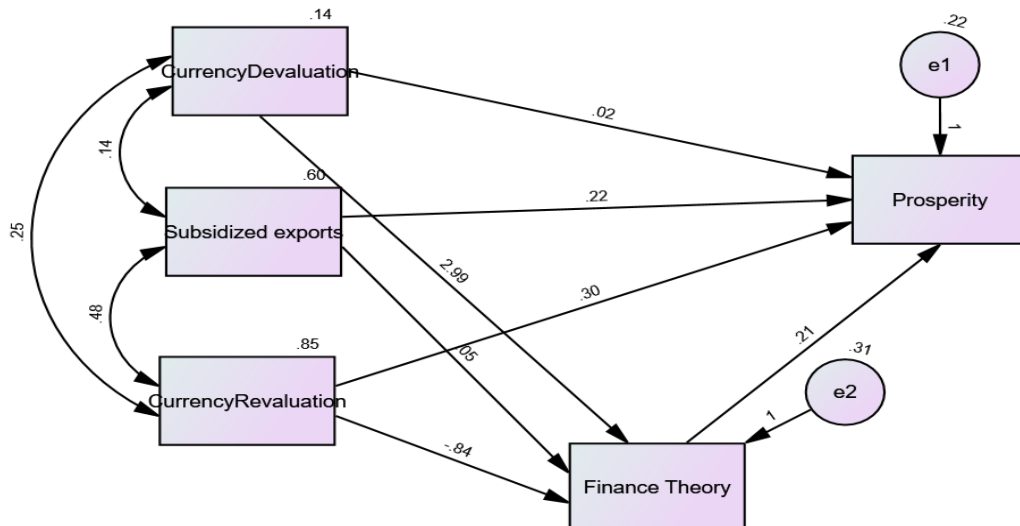 .14
CurrencyDevaluation
.22
e1
1
.02
.14
.60
Subsidized exports
.22
Prosperity
.25
2.99
.30
.48
.85
CurrencyRevaluation
.05
.21
.31
e2
1
-.84
Finance Theory